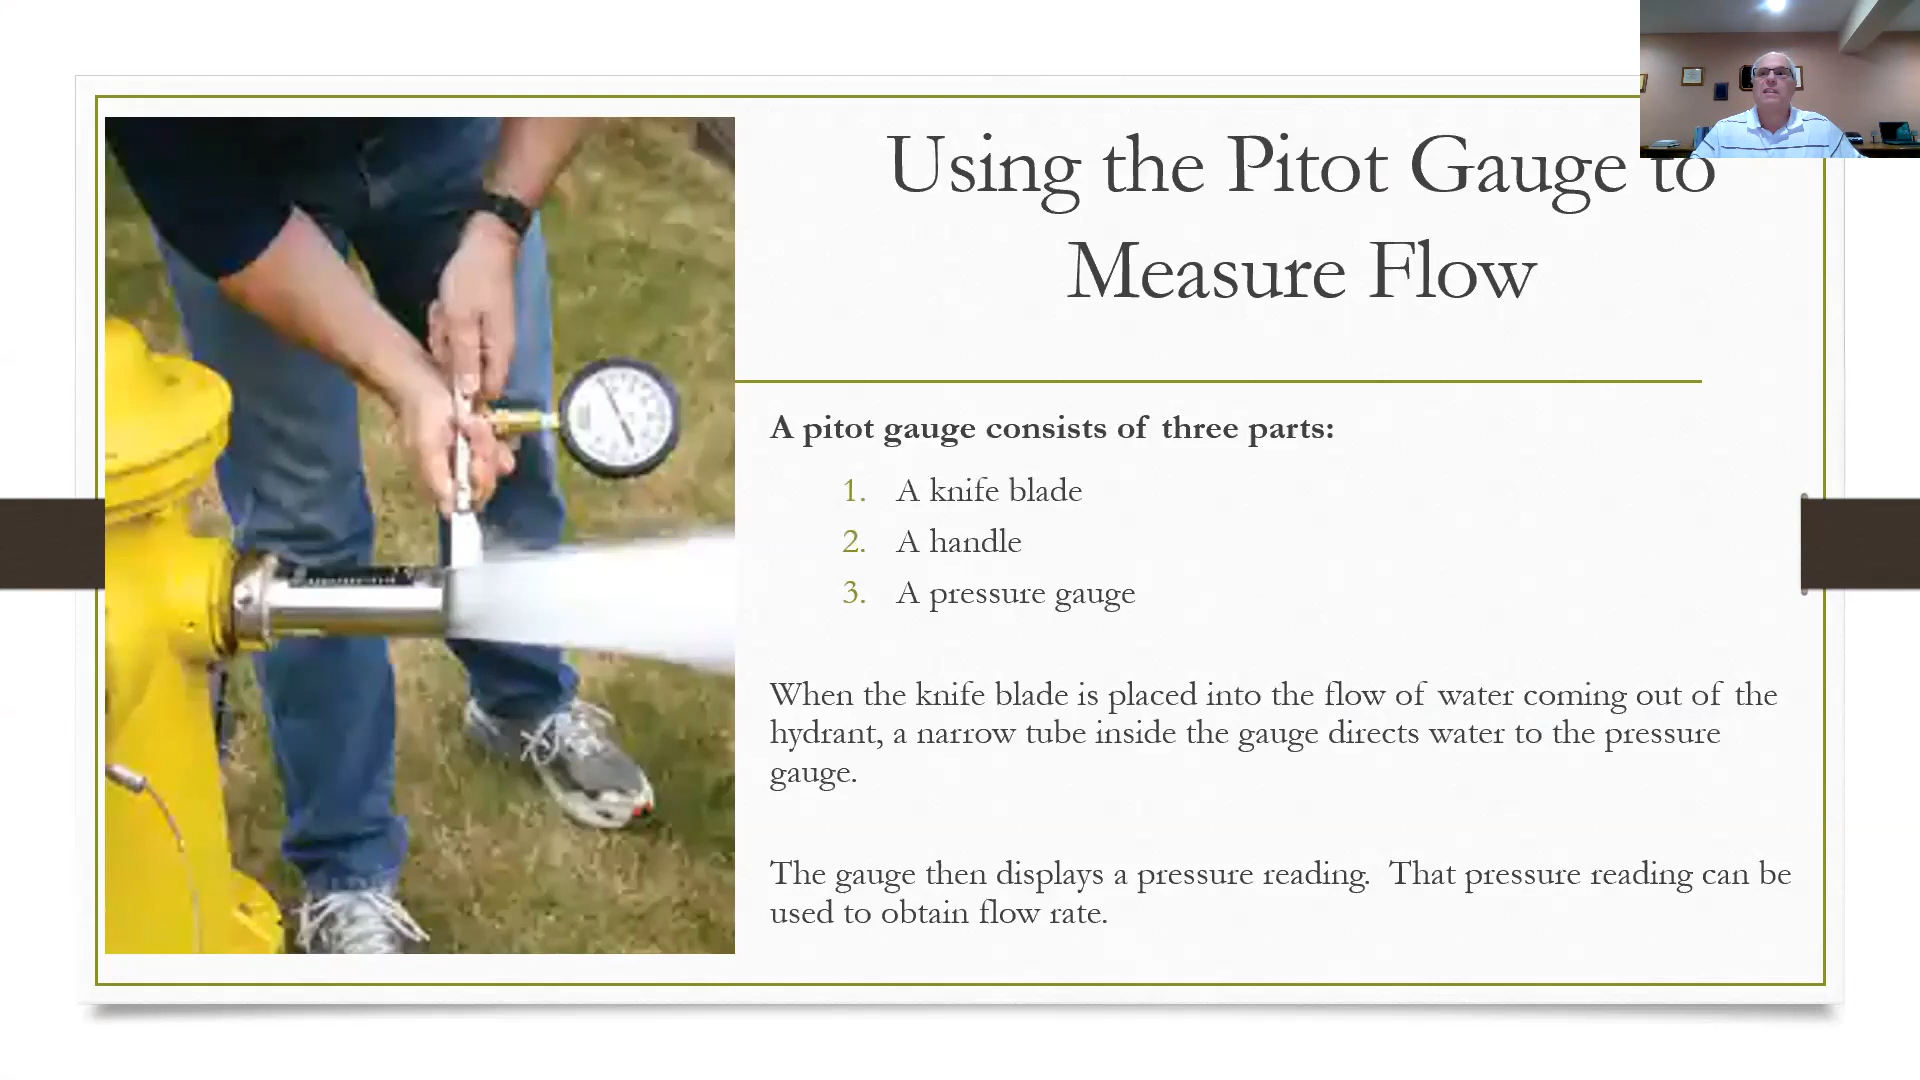 Using the Pitot Gauge to
Measure Flow
A pitot gauge consists of three parts:
1. A knife blade
2. A handle
3. A pressure gauge
When the knife blade is placed into the flow of water coming out of the
hydrant, a narrow tube inside the gauge directs water to the pressure
gauge.
The gauge then displays a pressure reading. That pressure reading can be
used to obtain flow rate.